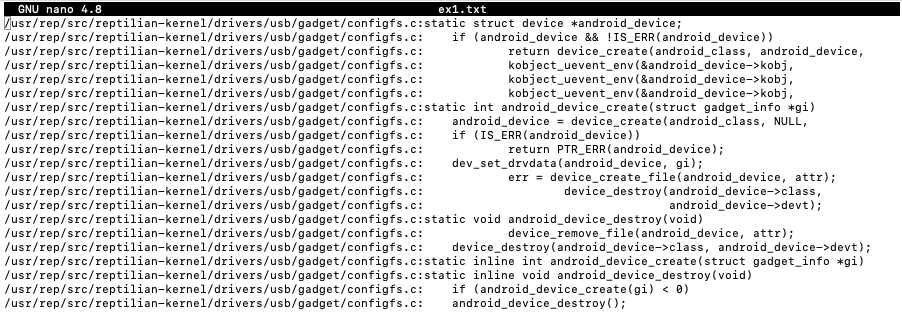 GNU nano 4.8 ex1.txt
/usr/rep/src/reptilian-kernel/drivers/usb/gadget/configfs.c:static struct device *android_device;
/usr/rep/src/reptilian-kernel/drivers/usb/gadget/configfs.c:    if (android_device && !IS_ERR(android_device))
/usr/rep/src/reptilian-kernel/drivers/usb/gadget/configfs.c:            return device_create(android_class, android_device,
/usr/rep/src/reptilian-kernel/drivers/usb/gadget/configfs.c:            kobject_uevent_env(&android_device->kobj,
/usr/rep/src/reptilian-kernel/drivers/usb/gadget/configfs.c:            kobject_uevent_env(&android_device->kobj,
/usr/rep/src/reptilian-kernel/drivers/usb/gadget/configfs.c:            kobject_uevent_env(&android_device->kobj,
/usr/rep/src/reptilian-kernel/drivers/usb/gadget/configfs.c:static int android_device_create(struct gadget_info *gi)
/usr/rep/src/reptilian-kernel/drivers/usb/gadget/configfs.c:    android_device = device_create(android_class, NULL,
/usr/rep/src/reptilian-kernel/drivers/usb/gadget/configfs.c:    if (IS_ERR(android_device))
/usr/rep/src/reptilian-kernel/drivers/usb/gadget/configfs.c:            return PTR_ERR(android_device);
/usr/rep/src/reptilian-kernel/drivers/usb/gadget/configfs.c:    dev_set_drvdata(android_device, gi);
/usr/rep/src/reptilian-kernel/drivers/usb/gadget/configfs.c:            err = device_create_file(android_device, attr);
/usr/rep/src/reptilian-kernel/drivers/usb/gadget/configfs.c:                    device_destroy(android_device->class,
/usr/rep/src/reptilian-kernel/drivers/usb/gadget/configfs.c:                                   android_device->devt);
/usr/rep/src/reptilian-kernel/drivers/usb/gadget/configfs.c:static void android_device_destroy(void)
/usr/rep/src/reptilian-kernel/drivers/usb/gadget/configfs.c:            device_remove_file(android_device, attr);
/usr/rep/src/reptilian-kernel/drivers/usb/gadget/configfs.c:    device_destroy(android_device->class, android_device->devt);
/usr/rep/src/reptilian-kernel/drivers/usb/gadget/configfs.c:static inline int android_device_create(struct gadget_info *gi)
/usr/rep/src/reptilian-kernel/drivers/usb/gadget/configfs.c:static inline void android_device_destroy(void)
/usr/rep/src/reptilian-kernel/drivers/usb/gadget/configfs.c:    if (android_device_create(gi) < 0)
/usr/rep/src/reptilian-kernel/drivers/usb/gadget/configfs.c:    android_device_destroy();